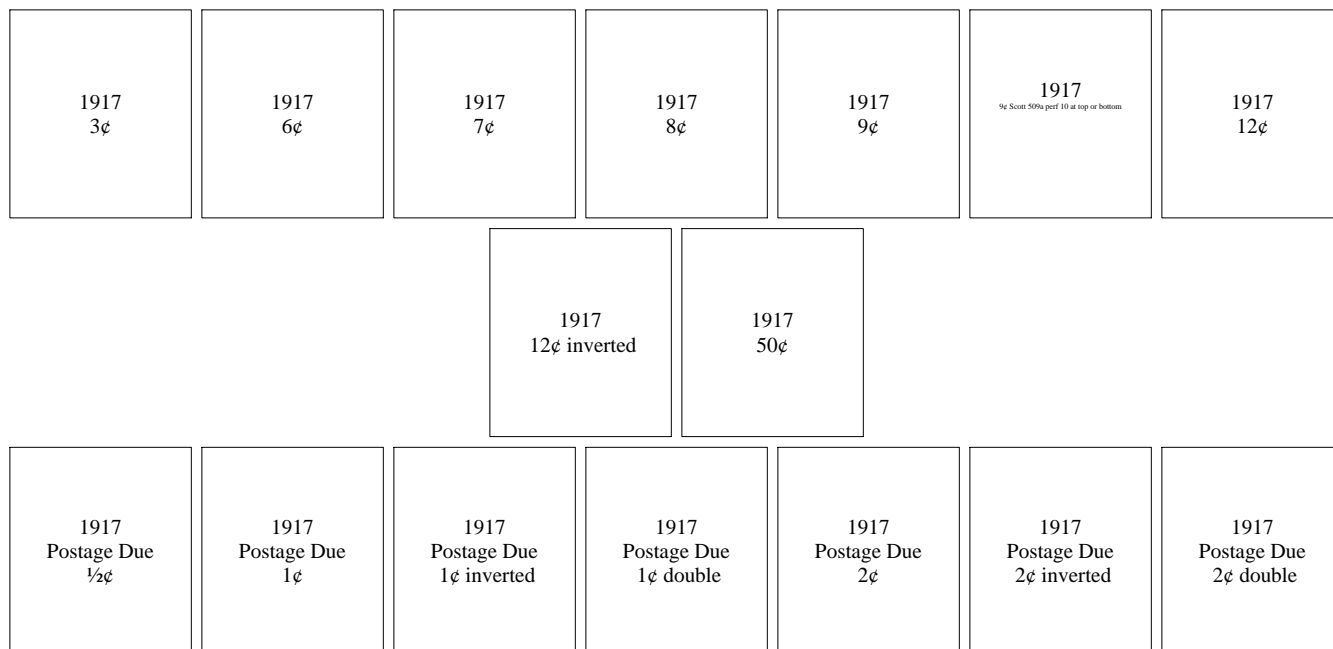 1917
3¢
1917
6¢
1917
7¢
1917
8¢
1917
9¢
1917
9¢ Scott 509a perf 10 at top or bottom
1917
12¢
1917
12¢ inverted
1917
50¢
1917
Postage Due
½¢
1917
Postage Due
1¢
1917
Postage Due
1¢ inverted
1917
Postage Due
1¢ double
1917
Postage Due
2¢
1917
Postage Due
2¢ inverted
1917
Postage Due
2¢ double